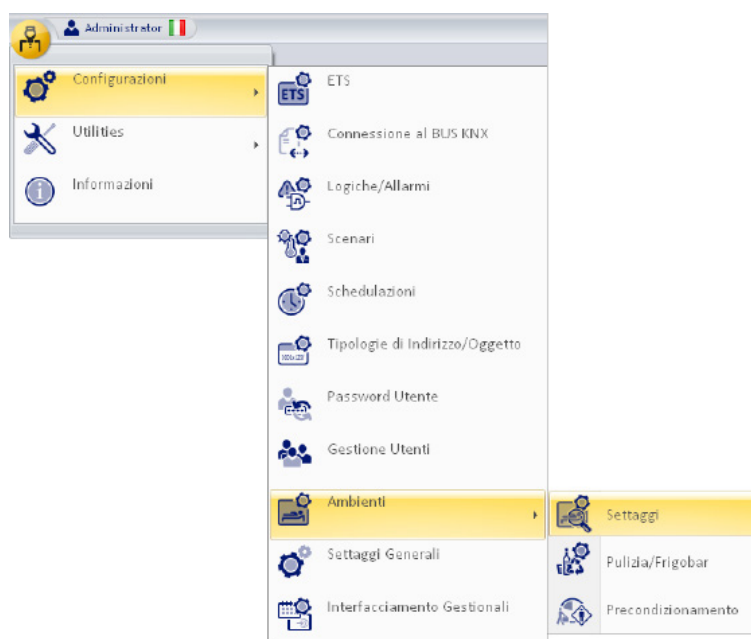 Administrator
Configurazioni
Utilities
Informazioni
ETS
ETS
Connessione al BUS KNX
Logiche/Allarmi
Scenari
Schedulazioni
Tipologie di Indirizzo/Oggetto
Password Utente
Gestione Utenti
Ambienti
Settaggi Generali
Interfacciamento Gestionali
Settaggi
Pulizia/Frigobar
Precondizionamento